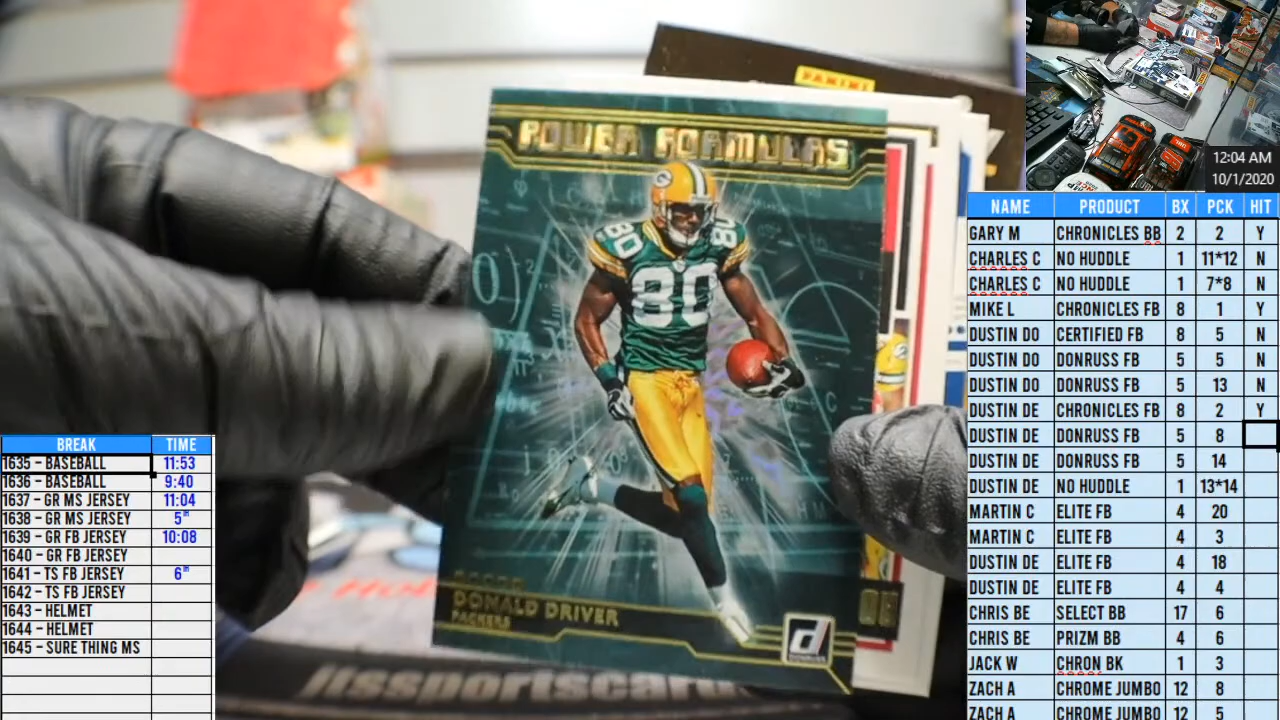 PANINI
POWER FORMULAS
80
80
80
G
DONALD DRIVER
PACKERS
d
DONRUSS
jtssportscard
12:04 AM
10/1/2020
NAME PRODUCT BX PCK HIT
GARY M CHRONICLES BB 2 2 Y
CHARLES C NO HUDDLE 1 11*12 N
CHARLES C NO HUDDLE 1 7*8 N
MIKE L CHRONICLES FB 8 1 Y
DUSTIN DO CERTIFIED FB 8 5 N
DUSTIN DO DONRUSS FB 5 5 N
DUSTIN DO DONRUSS FB 5 13 N
DUSTIN DE CHRONICLES FB 8 2 Y
DUSTIN DE DONRUSS FB 5 8
DUSTIN DE DONRUSS FB 5 14
DUSTIN DE NO HUDDLE 1 13*14
MARTIN C ELITE FB 4 20
MARTIN C ELITE FB 4 3
DUSTIN DE ELITE FB 4 18
DUSTIN DE ELITE FB 4 4
CHRIS BE SELECT BB 17 6
CHRIS BE PRIZM BB 4 6
JACK W CHRON BK 1 3
ZACH A CHROME JUMBO 12 8
ZACH A CHROME JUMBO 12 5
BREAK TIME
1635 – BASEBALL 11:53
1636 – BASEBALL 9:40
1637 – GR MS JERSEY 11:04
1638 – GR MS JERSEY 5th
1639 – GR FB JERSEY 10:08
1640 – GR FB JERSEY
1641 – TS FB JERSEY 6th
1642 – TS FB JERSEY
1643 – HELMET
1644 – HELMET
1645 – SURE THING MS